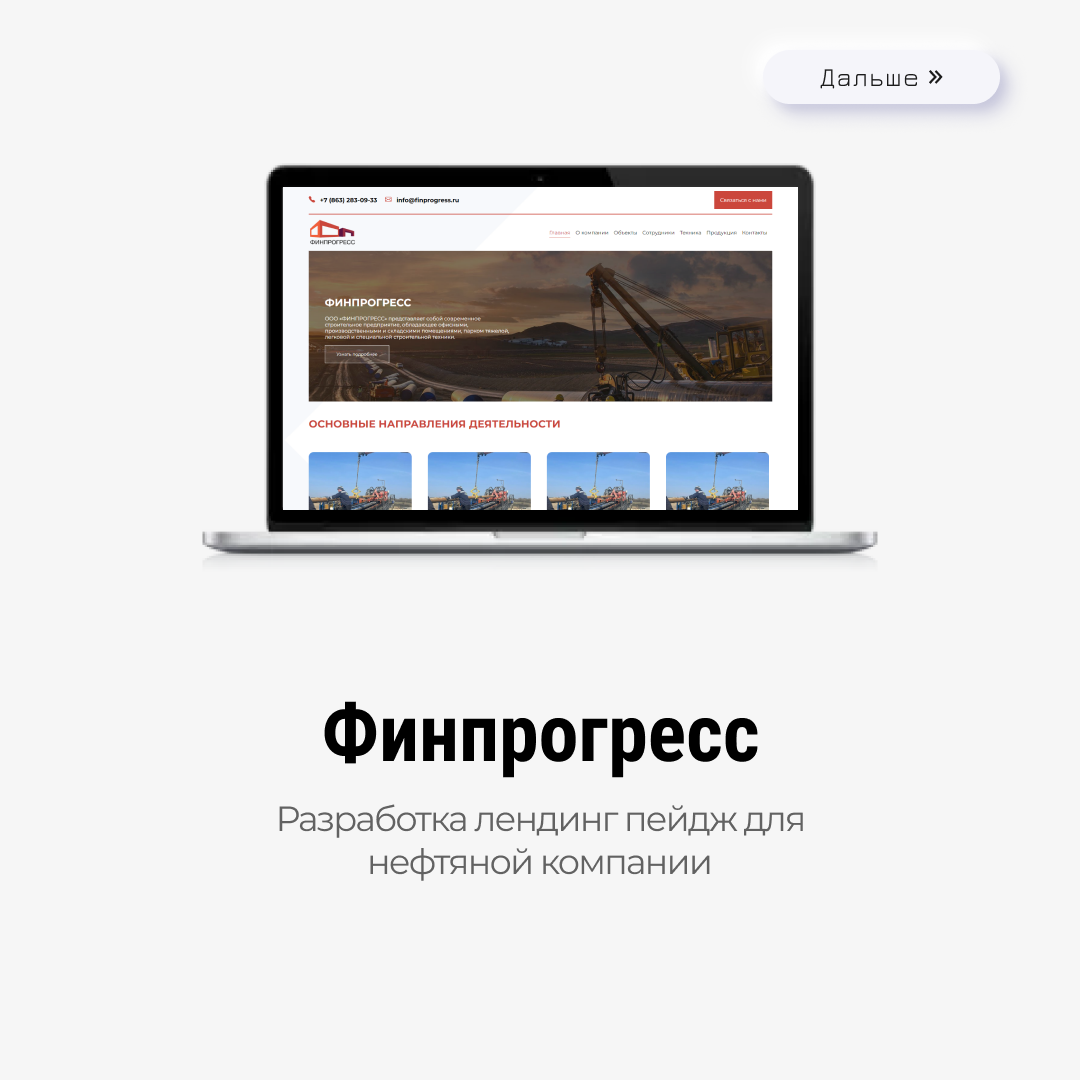 Дальше »
+7 (863) 283-09-33 info@finprogress.ru Связаться с нами
ФИНПРОГРЕСС
Главная О компании Объекты Сотрудники Техника Продукция Контакты
ФИНПРОГРЕСС
ООО «ФИНПРОГРЕСС» представляет собой современное
строительное предприятие, обладающее офисными,
производственными и складскими помещениями, парком тяжелой,
легковой и специальной строительной техники.
Узнать подробнее
ОСНОВНЫЕ НАПРАВЛЕНИЯ ДЕЯТЕЛЬНОСТИ
Финпрогресс
Разработка лендинг пейдж для
нефтяной компании